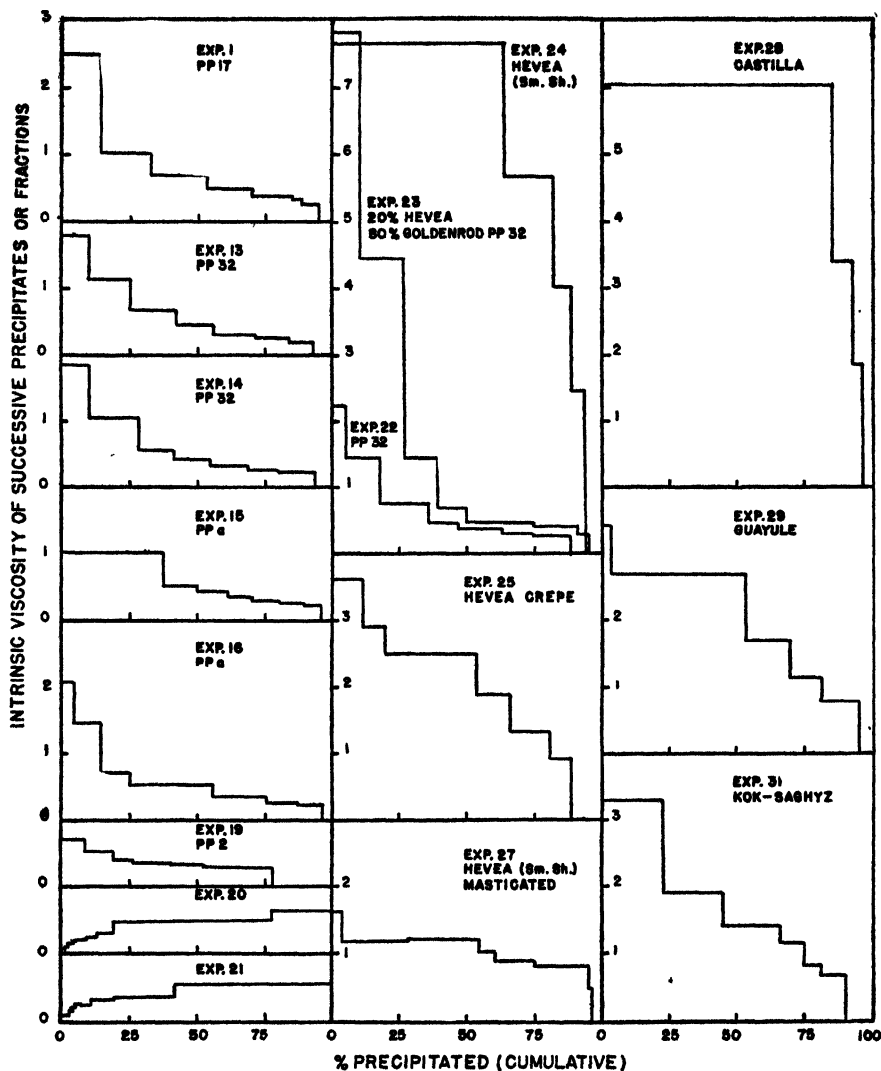 INTRINSIC VISCOSITY OF SUCCESSIVE PRECIPITATES OR FRACTIONS
3
2
1
0
EXP. 1
PP 17
1
0
EXP. 13
PP 32
1
0
EXP. 14
PP 32
1
0
EXP. 15
PP a
2
1
0
EXP. 16
PP a
0
EXP. 19
PP 2
0
EXP. 20
0
EXP. 21
0 25 50 75
7
6
5
4
3
1
EXP. 24
HEVEA
(Sm. Sh.)
EXP. 23
20% HEVEA
80% GOLDENROD PP 32
EXP. 22
PP 32
3
2
1
EXP. 25
HEVEA CREPE
2
1
EXP. 27
HEVEA (Sm. Sh.)
MASTICATED
0 25 50 75
5
4
3
2
1
EXP. 28
CASTILLA
2
1
EXP. 29
GUAYULE
3
2
1
EXP. 31
KOK-SAGHYZ
0 25 50 75 100
% PRECIPITATED (CUMULATIVE)